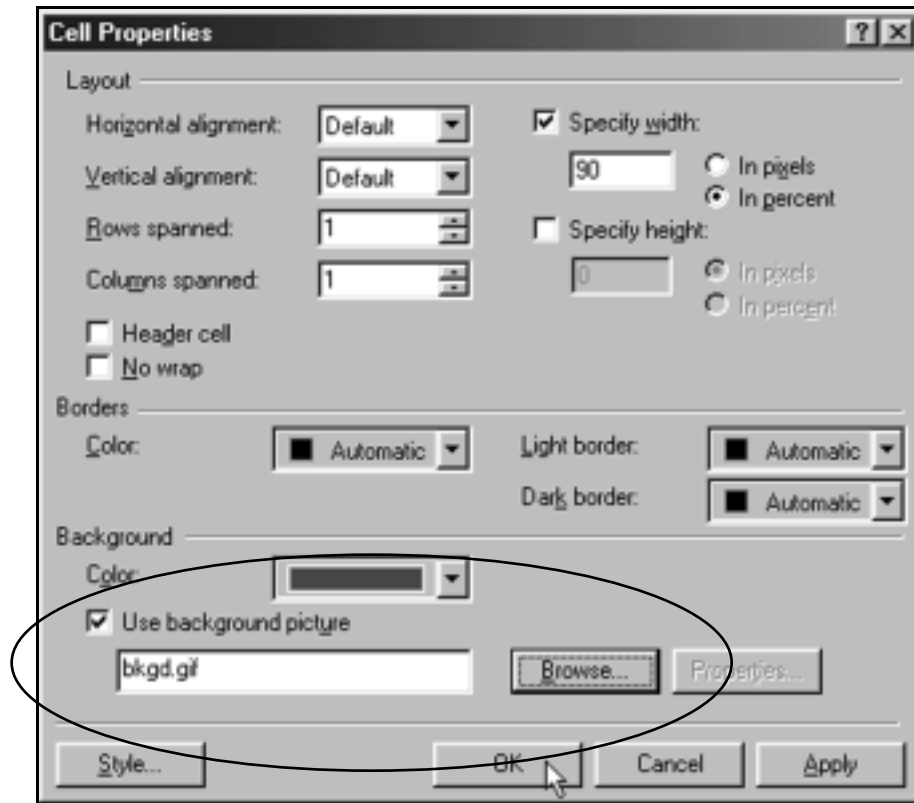 Cell Properties
Layout
Horizontal alignment: Default
Specify width:
Vertical alignment: Default
90
In pixels
In percent
Rows spanned: 1
Specify height:
Columns spanned: 1
0
In pixels
In percent
Header cell
No wrap
Borders
Color: Automatic
Light border: Automatic
Dark border: Automatic
Background
Color:
Use background picture
bkgd.gif
Browse...
Properties...
Style...
OK
Cancel
Apply